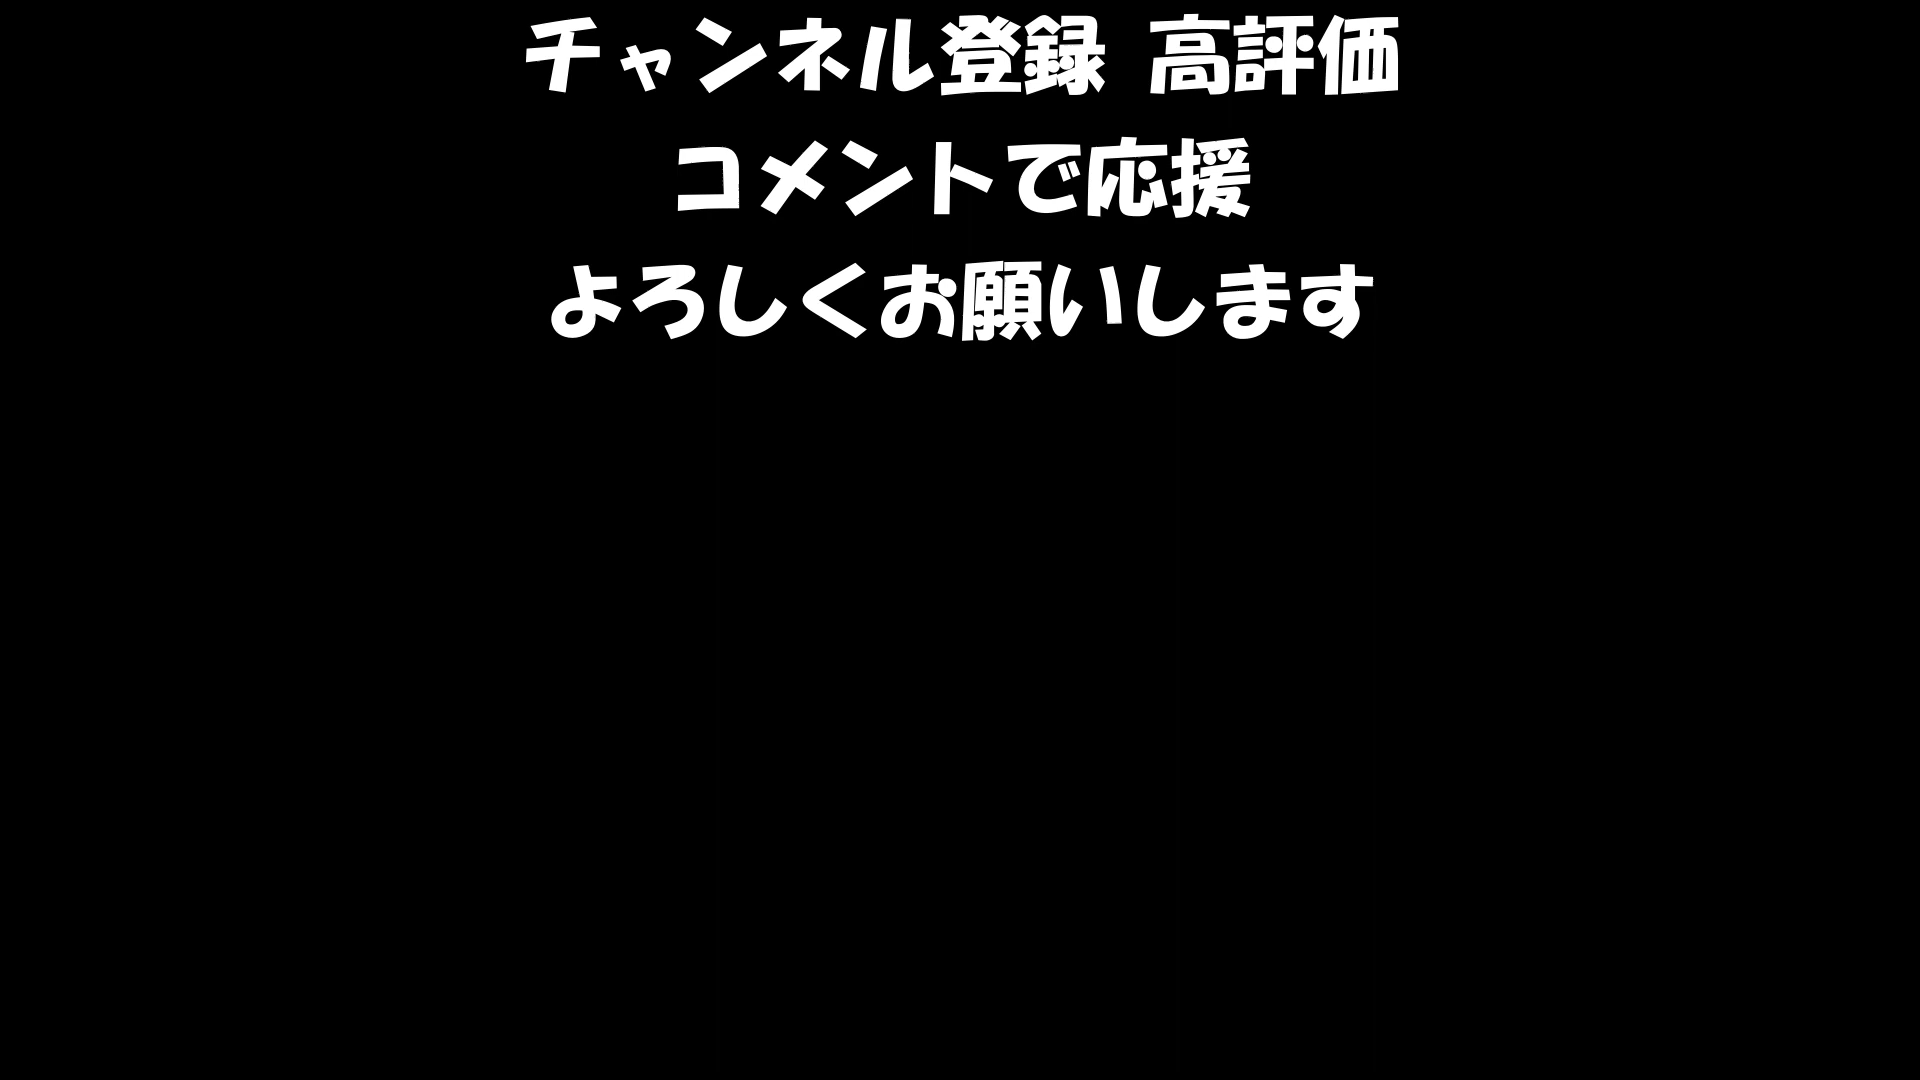 チャンネル登録 高評価
コメントで応援
よろしくお願いします